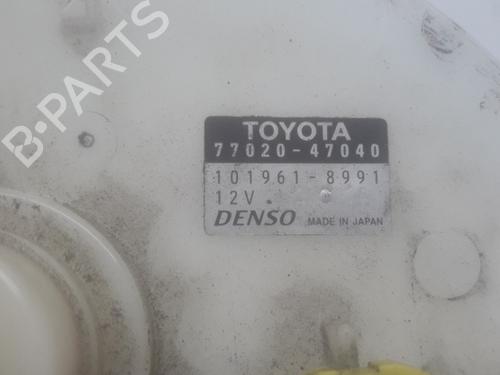 B-PARTS
TOYOTA
77020-47040
101961-8991
12V
DENSO MADE IN JAPAN